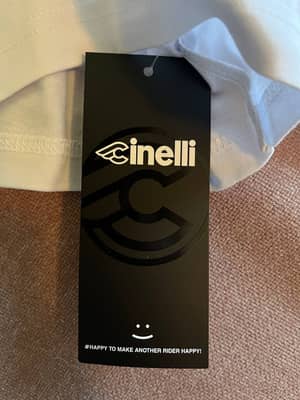 Cinelli
:)
#HAPPY TO MAKE ANOTHER RIDER HAPPY!